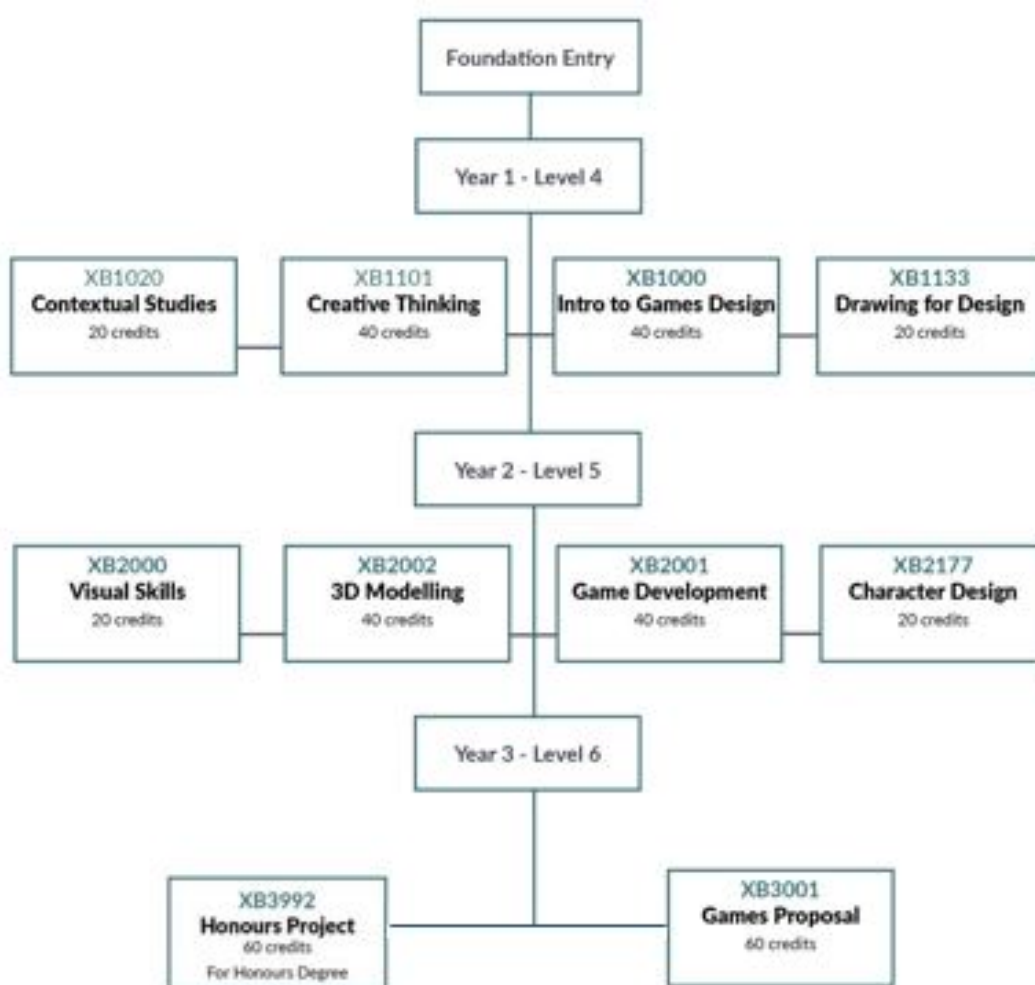 Foundation Entry
Year 1 - Level 4
XB1020
Contextual Studies
20 credits
XB1101
Creative Thinking
40 credits
XB1000
Intro to Games Design
40 credits
XB1133
Drawing for Design
20 credits
Year 2 - Level 5
XB2000
Visual Skills
20 credits
XB2002
3D Modelling
40 credits
XB2001
Game Development
40 credits
XB2177
Character Design
20 credits
Year 3 - Level 6
XB3992
Honours Project
60 credits
For Honours Degree
XB3001
Games Proposal
60 credits